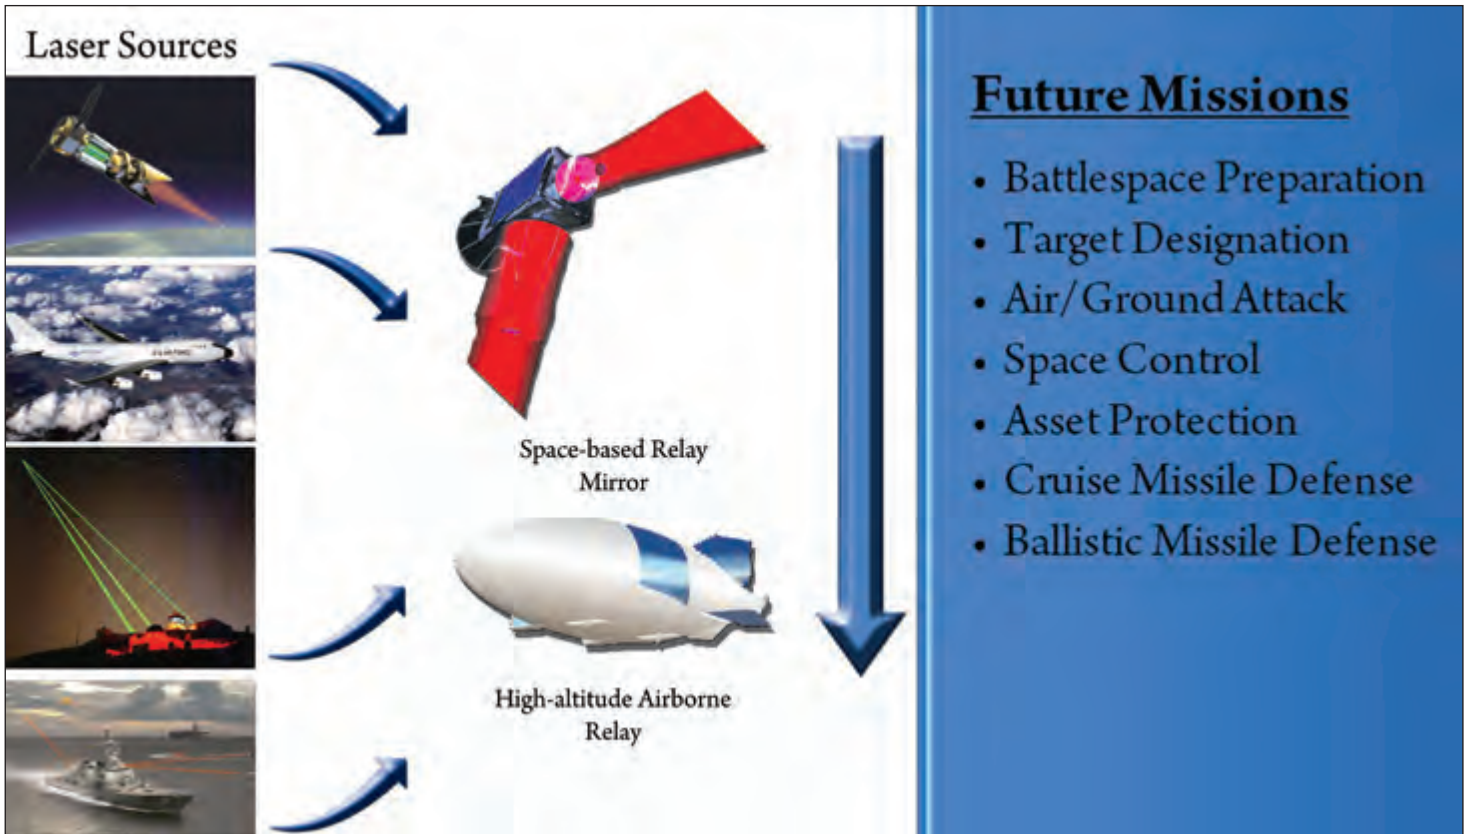 Laser Sources
Space-based Relay
Mirror
High-altitude Airborne
Relay
Future Missions
• Battlespace Preparation
• Target Designation
• Air/Ground Attack
• Space Control
• Asset Protection
• Cruise Missile Defense
• Ballistic Missile Defense